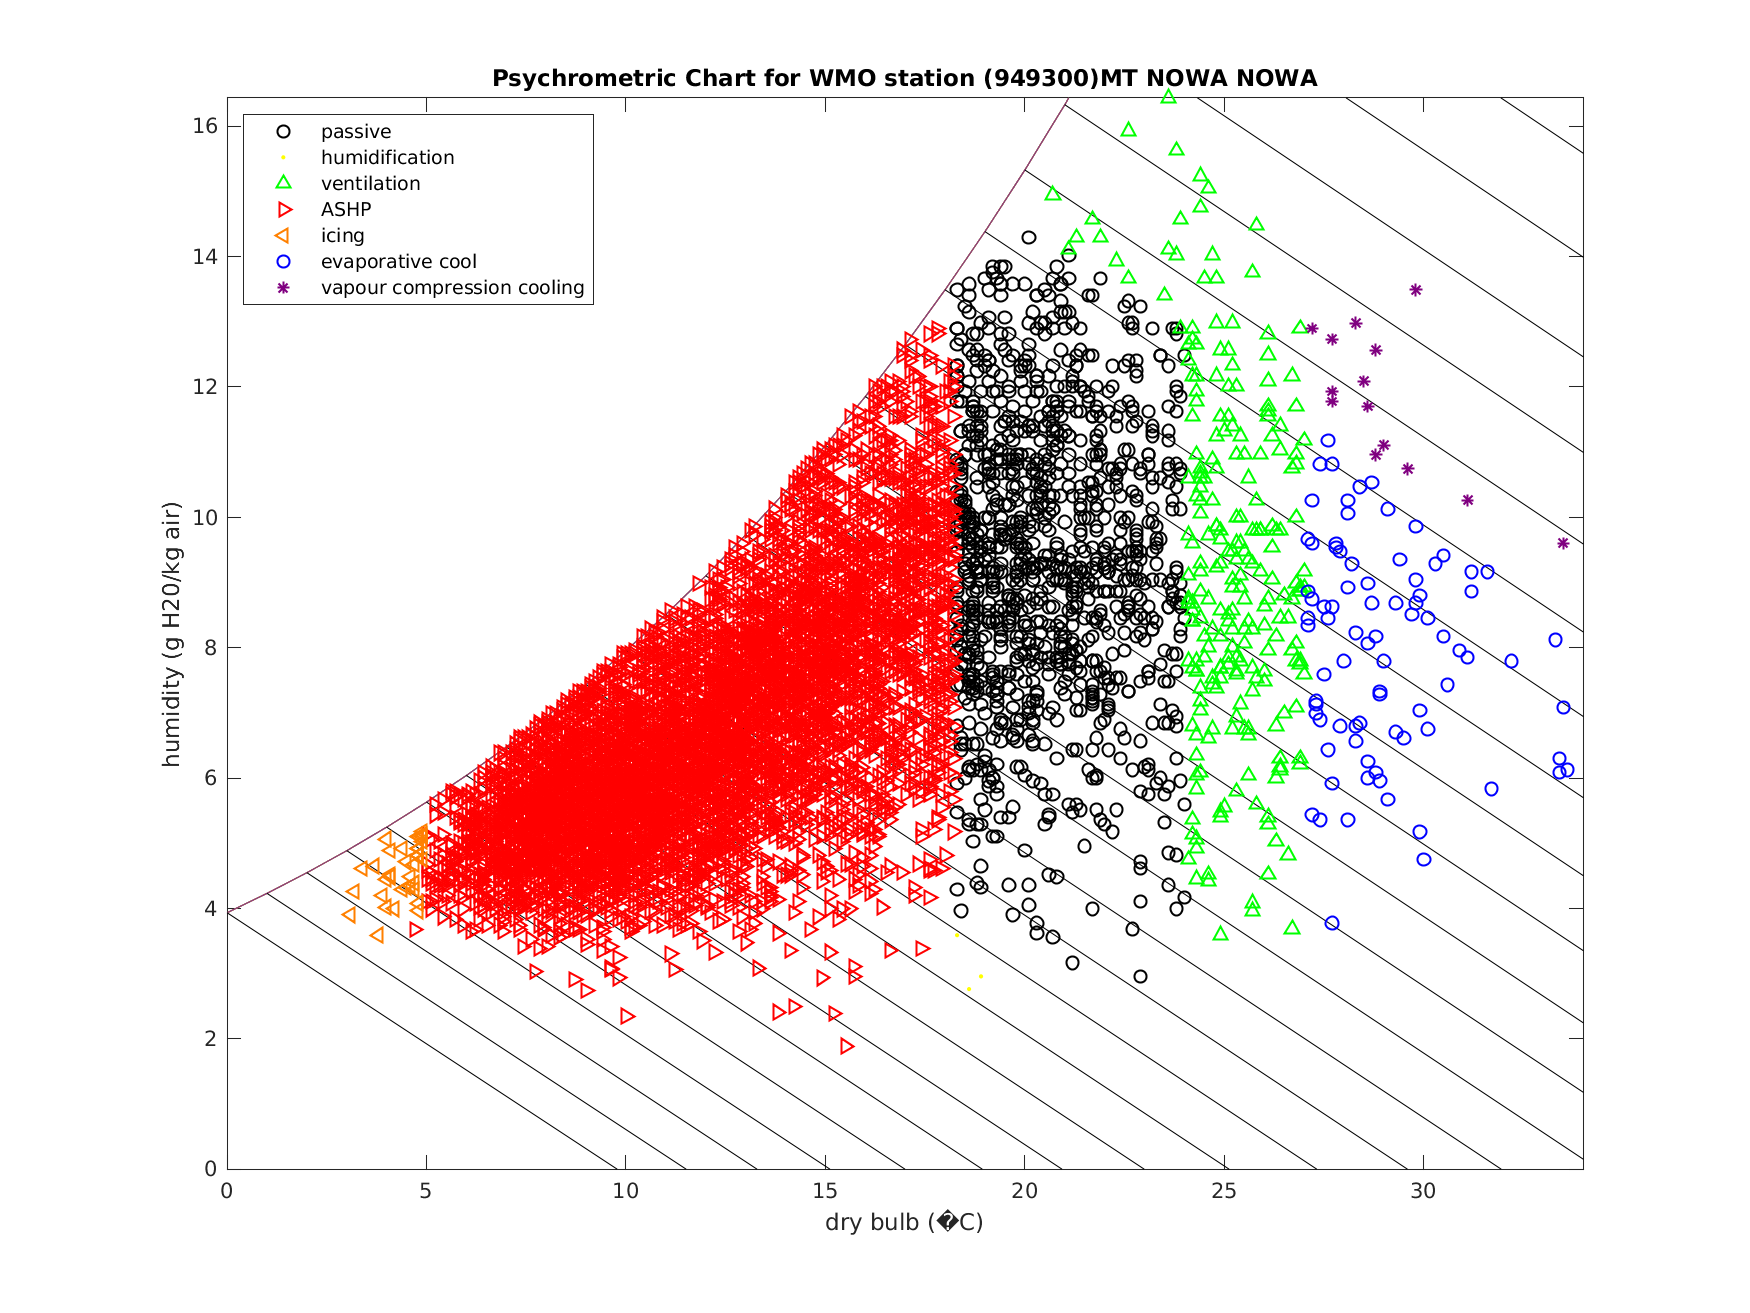 Psychrometric Chart for WMO station (949300)MT NOWA NOWA
passive
humidification
ventilation
ASHP
icing
evaporative cool
vapour compression cooling
humidity (g H20/kg air)
16
14
12
10
8
6
4
2
0
0 5 10 15 20 25 30
dry bulb (�C)